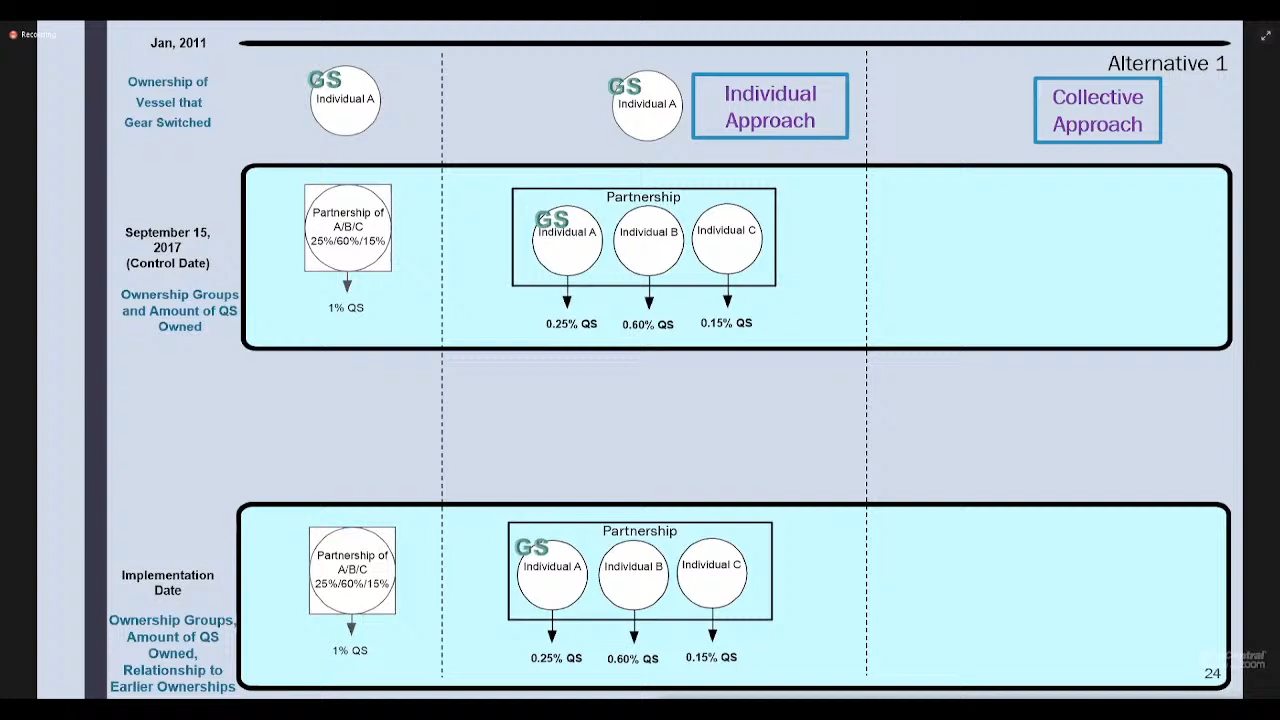 Recording
Jan, 2011
Alternative 1
Ownership of
Vessel that
Gear Switched
GS
Individual A
GS
Individual A
Individual
Approach
Collective
Approach
September 15,
2017
(Control Date)
Ownership Groups
and Amount of QS
Owned
Partnership of
A/B/C
25%/60%/15%
1% QS
Partnership
GS
Individual A
Individual B
Individual C
0.25% QS
0.60% QS
0.15% QS
Implementation
Date
Ownership Groups,
Amount of QS
Owned,
Relationship to
Earlier Ownerships
Partnership of
A/B/C
25%/60%/15%
1% QS
Partnership
GS
Individual A
Individual B
Individual C
0.25% QS
0.60% QS
0.15% QS
zoom
24